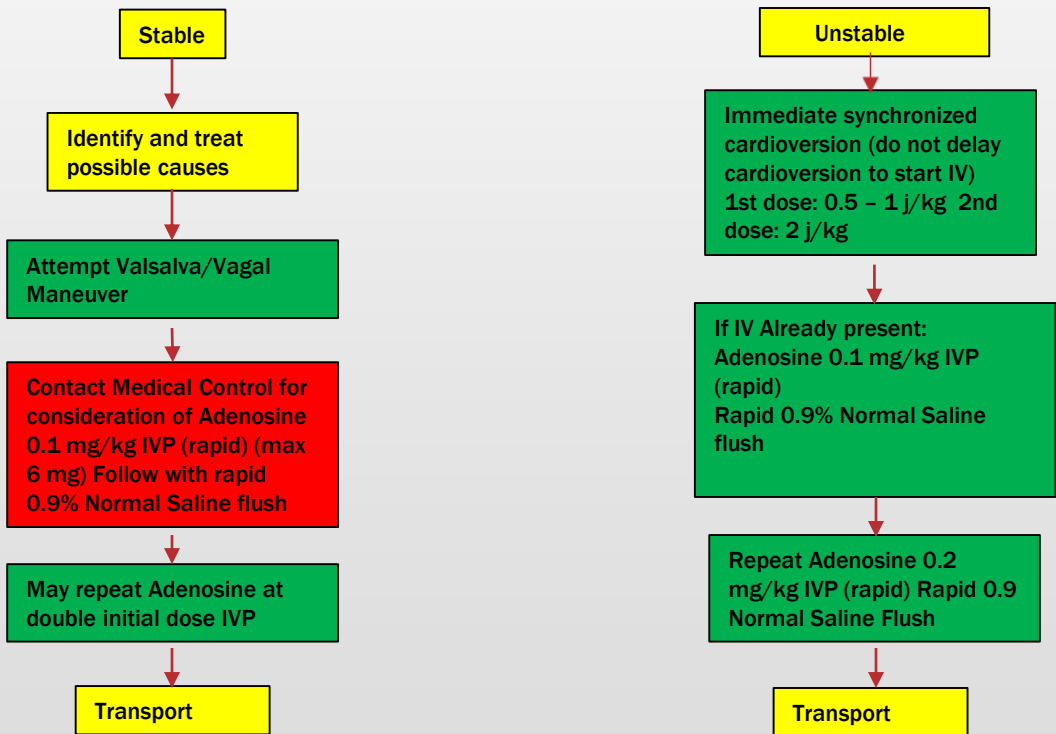 Stable
Identify and treat
possible causes
Attempt Valsalva/Vagal
Maneuver
Contact Medical Control for
consideration of Adenosine
0.1 mg/kg IVP (rapid) (max
6 mg) Follow with rapid
0.9% Normal Saline flush
May repeat Adenosine at
double initial dose IVP
Transport
Unstable
Immediate synchronized
cardioversion (do not delay
cardioversion to start IV)
1st dose: 0.5 – 1 j/kg 2nd
dose: 2 j/kg
If IV Already present:
Adenosine 0.1 mg/kg IVP
(rapid)
Rapid 0.9% Normal Saline
flush
Repeat Adenosine 0.2
mg/kg IVP (rapid) Rapid 0.9
Normal Saline Flush
Transport